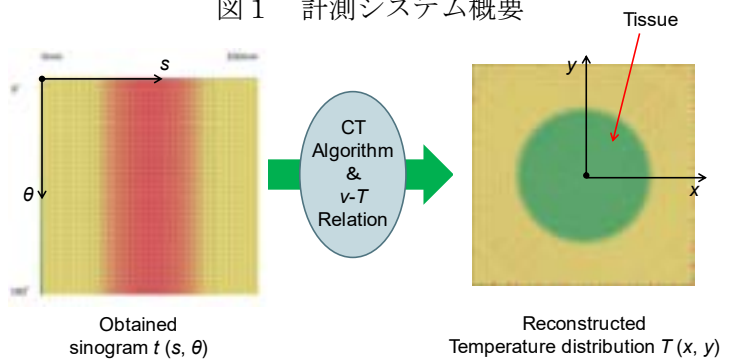 図1　計測システム概要
Tissue
s
θ
CT
Algorithm
&
v-T
Relation
y
x
Obtained
sinogram t (s, θ)
Reconstructed
Temperature distribution T (x, y)